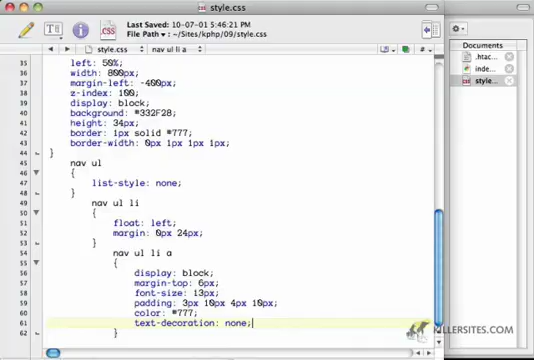 style.css
Last Saved: 10-07-01 5:46:21 PM
File Path ▾: ~/Sites/kphp/09/style.css
style.css
nav ul li a
Documents
.htac...
inde...
style...
35 left: 50%;
36 width: 800px;
37 margin-left: -400px;
38 z-index: 100;
39 display: block;
40 background: #332F28;
41 height: 34px;
42 border: 1px solid #777;
43 border-width: 0px 1px 1px 1px;
44 }
45 nav ul
46 {
47 list-style: none;
48 }
49 nav ul li
50 {
51 float: left;
52 margin: 0px 24px;
53 }
54 nav ul li a
55 {
56 display: block;
57 margin-top: 6px;
58 font-size: 13px;
59 padding: 3px 10px 4px 10px;
60 color: #777;
61 text-decoration: none;
62 }
KILLERSITES.COM